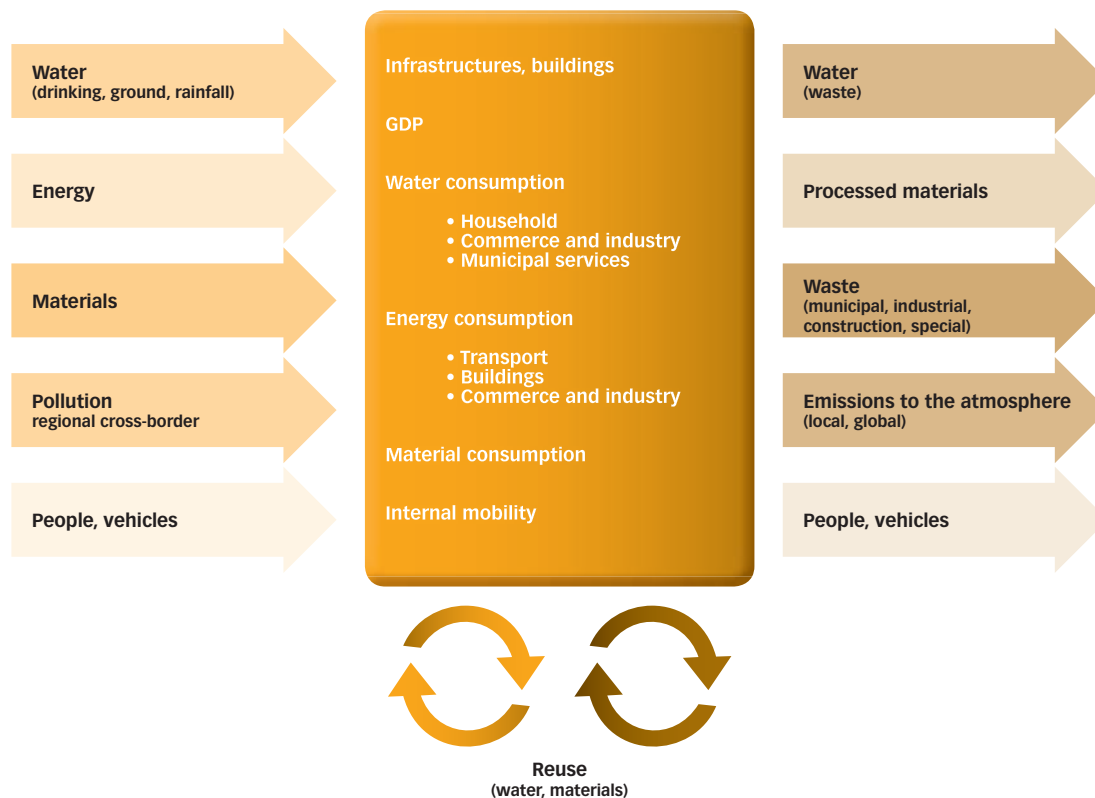 Water
(drinking, ground, rainfall)
Energy
Materials
Pollution
regional cross-border
People, vehicles
Infrastructures, buildings
GDP
Water consumption
• Household
• Commerce and industry
• Municipal services
Energy consumption
• Transport
• Buildings
• Commerce and industry
Material consumption
Internal mobility
Water
(waste)
Processed materials
Waste
(municipal, industrial,
construction, special)
Emissions to the atmosphere
(local, global)
People, vehicles
Reuse
(water, materials)